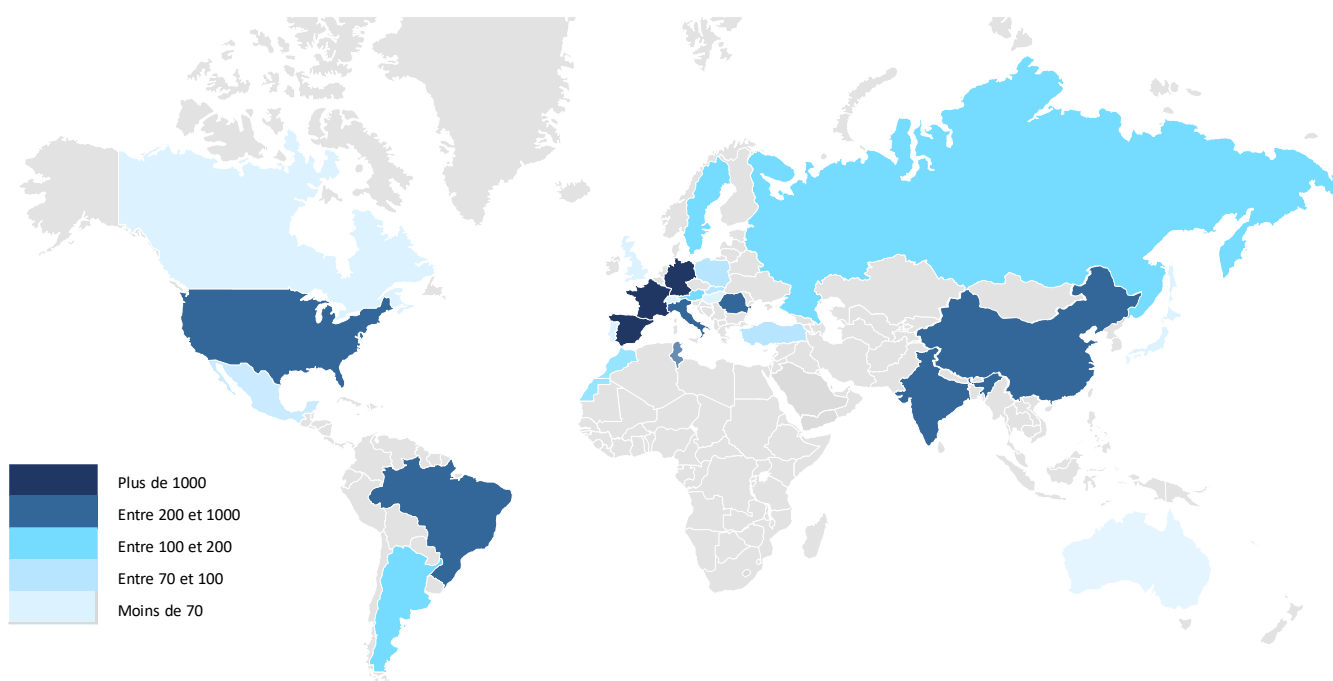 Plus de 1000
Entre 200 et 1000
Entre 100 et 200
Entre 70 et 100
Moins de 70